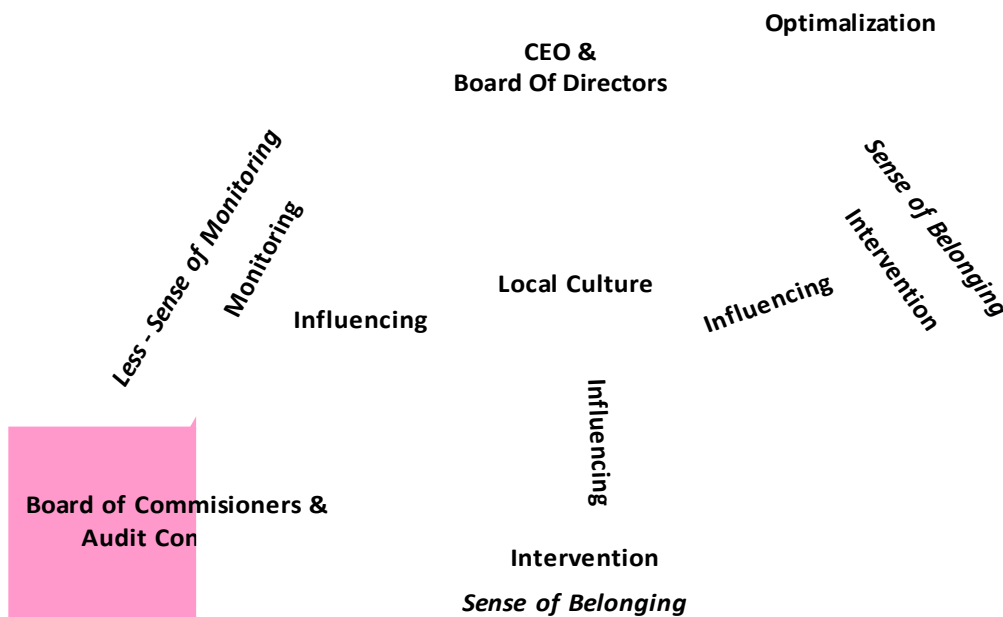 Optimalization
CEO &
Board Of Directors
Less - Sense of Monitoring
Monitoring
Sense of Belonging
Intervention
Local Culture
Influencing
Influencing
Influencing
Board of Commisioners &
Audit
Intervention
Sense of Belonging